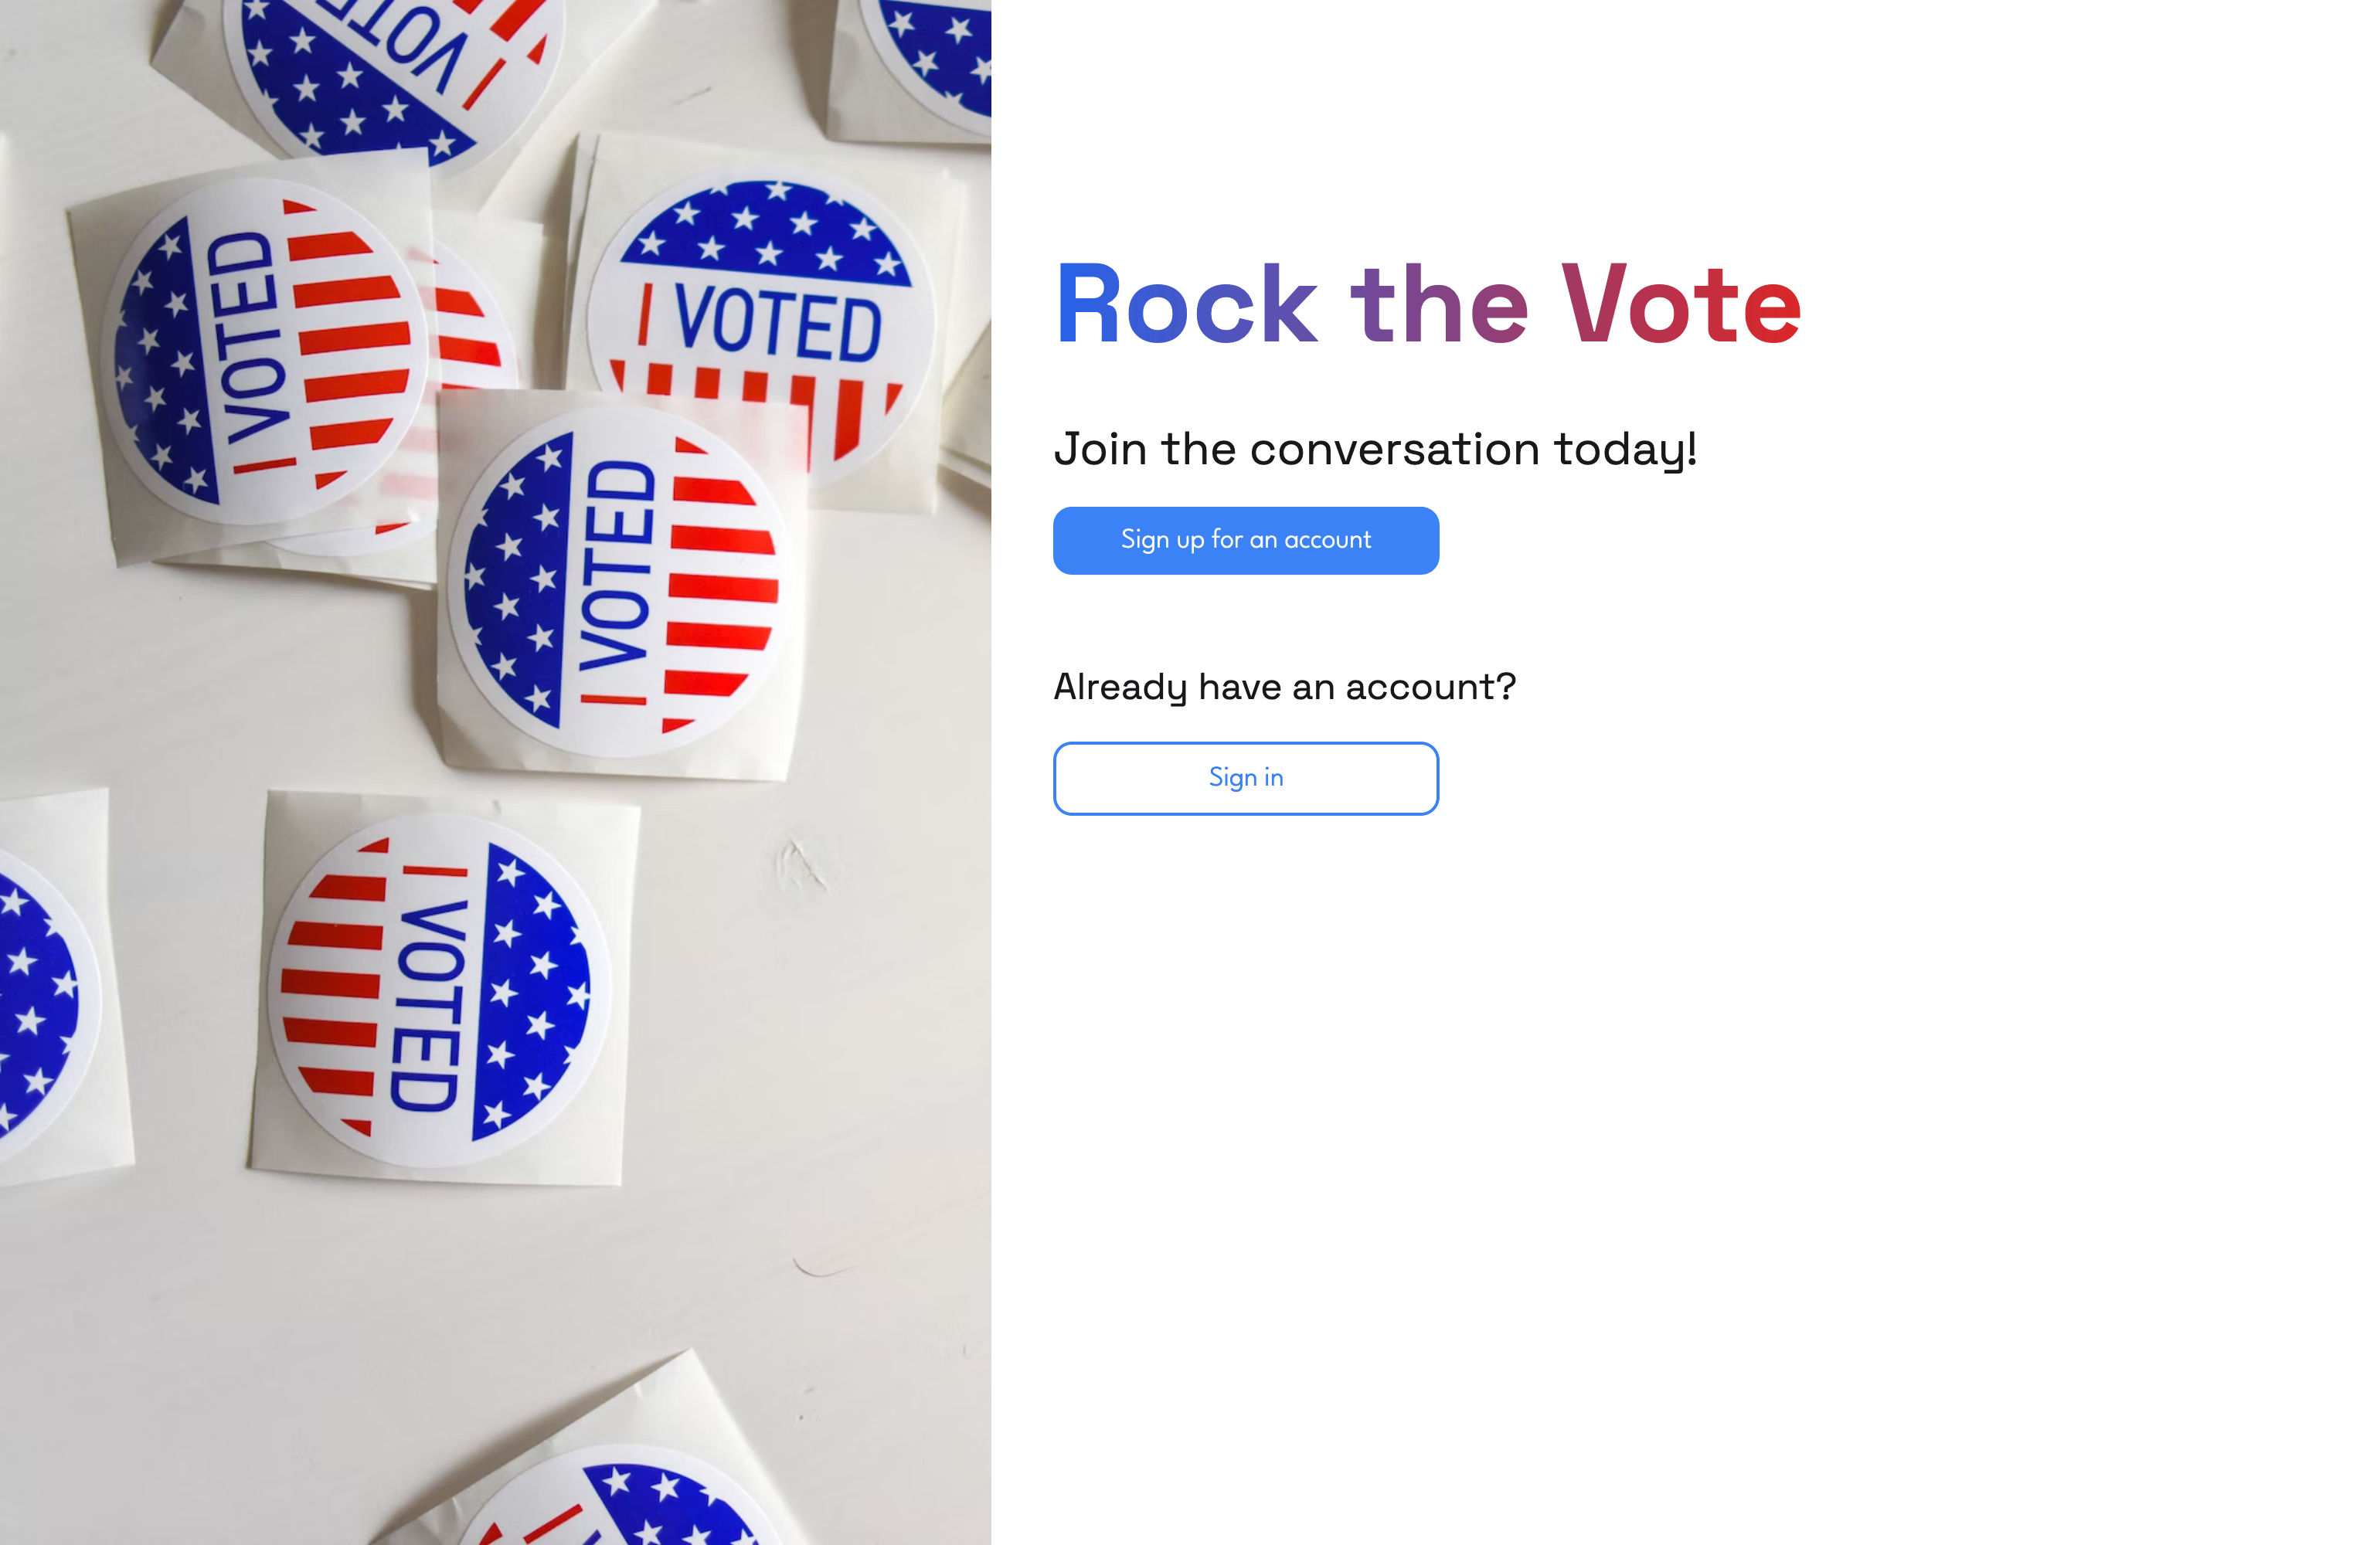 VOTED
I VOTED
I VOTED
I VOTED
I VOTED
Rock the Vote
Join the conversation today!
Sign up for an account
Already have an account?
Sign in